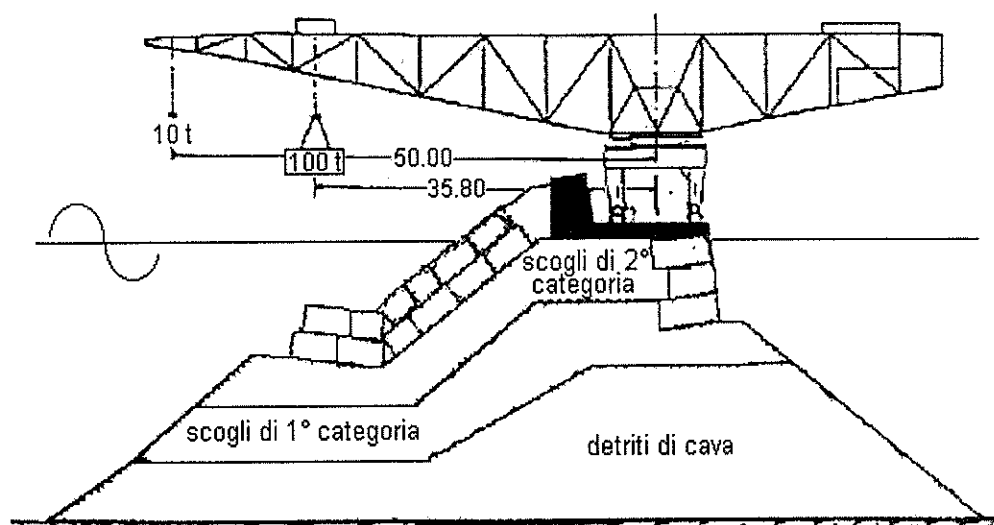 10 t
100 t
50.00
35.80
scogli di 2°
categoria
scogli di 1° categoria
detriti di cava